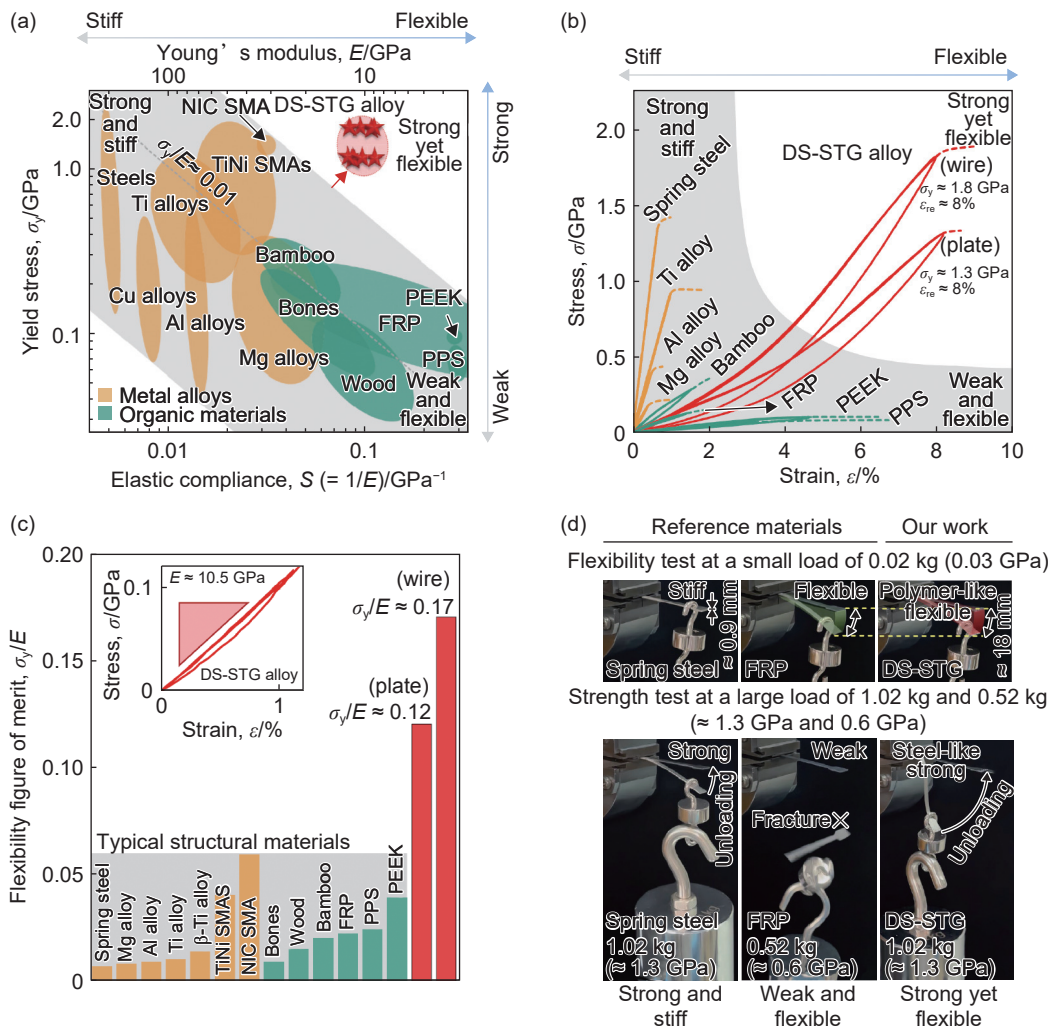 (a)
Stiff
Flexible
Young's modulus, E/GPa
100
10
Yield stress, σy/GPa
2.0
1.0
0.1
Strong
and
stiff
NIC SMA
DS-STG alloy
Strong
yet
flexible
σy/E≈ 0.01
TiNi SMAs
Steels
Ti alloys
Bamboo
Cu alloys
Al alloys
Bones
PEEK
FRP
Mg alloys
PPS
Wood
Weak
and
flexible
Metal alloys
Organic materials
0.01
0.1
Elastic compliance, S (= 1/E)/GPa⁻¹
Strong
Weak
(b)
Stiff
Flexible
Stress, σ/GPa
2.0
1.5
1.0
0.5
0
Strong
and
stiff
Spring steel
Ti alloy
Al alloy
Mg alloy
Bamboo
FRP
PEEK
PPS
DS-STG alloy
Strong
yet
flexible
(wire)
σy ≈ 1.8 GPa
εre ≈ 8%
(plate)
σy ≈ 1.3 GPa
εre ≈ 8%
Weak
and
flexible
0
2
4
6
8
10
Strain, ε/%
(c)
Flexibility figure of merit, σy/E
0.20
0.15
0.10
0.05
0
Stress, σ/GPa
0.1
0
E ≈ 10.5 GPa
DS-STG alloy
0
1
Strain, ε/%
(wire)
σy/E ≈ 0.17
(plate)
σy/E ≈ 0.12
Typical structural materials
Spring steel
Mg alloy
Al alloy
Ti alloy
β-Ti alloy
TiNi SMAS
NIC SMA
Bones
Wood
Bamboo
FRP
PPS
PEEK
(d)
Reference materials
Our work
Flexibility test at a small load of 0.02 kg (0.03 GPa)
Stiff
≈ 0.9 mm
Spring steel
Flexible
FRP
Polymer-like
flexible
≈ 18 mm
DS-STG
Strength test at a large load of 1.02 kg and 0.52 kg
(≈ 1.3 GPa and 0.6 GPa)
Strong
Unloading
Spring steel
1.02 kg
(≈ 1.3 GPa)
Weak
Fracture×
FRP
0.52 kg
(≈ 0.6 GPa)
Steel-like
strong
Unloading
DS-STG
1.02 kg
(≈ 1.3 GPa)
Strong and
stiff
Weak and
flexible
Strong yet
flexible